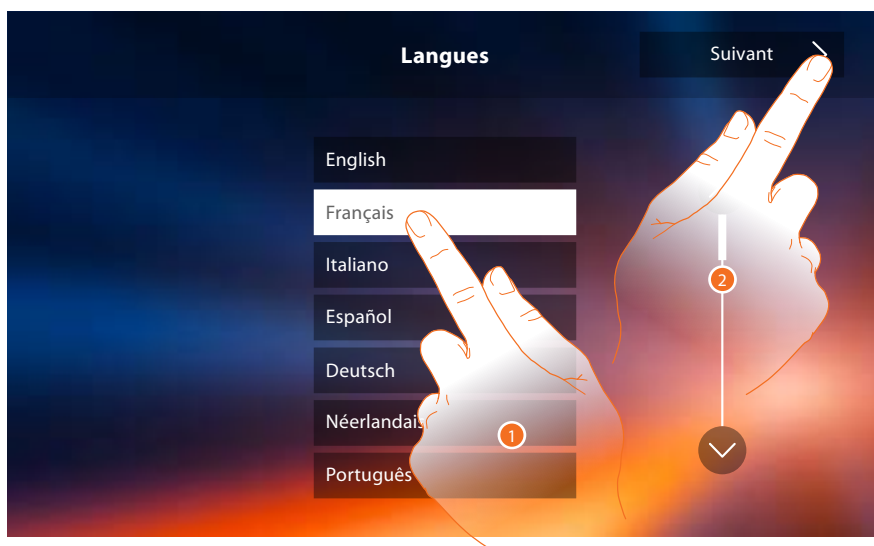 Langues
Suivant
English
Français
Italiano
Español
Deutsch
Néerlandais
Português
1
2